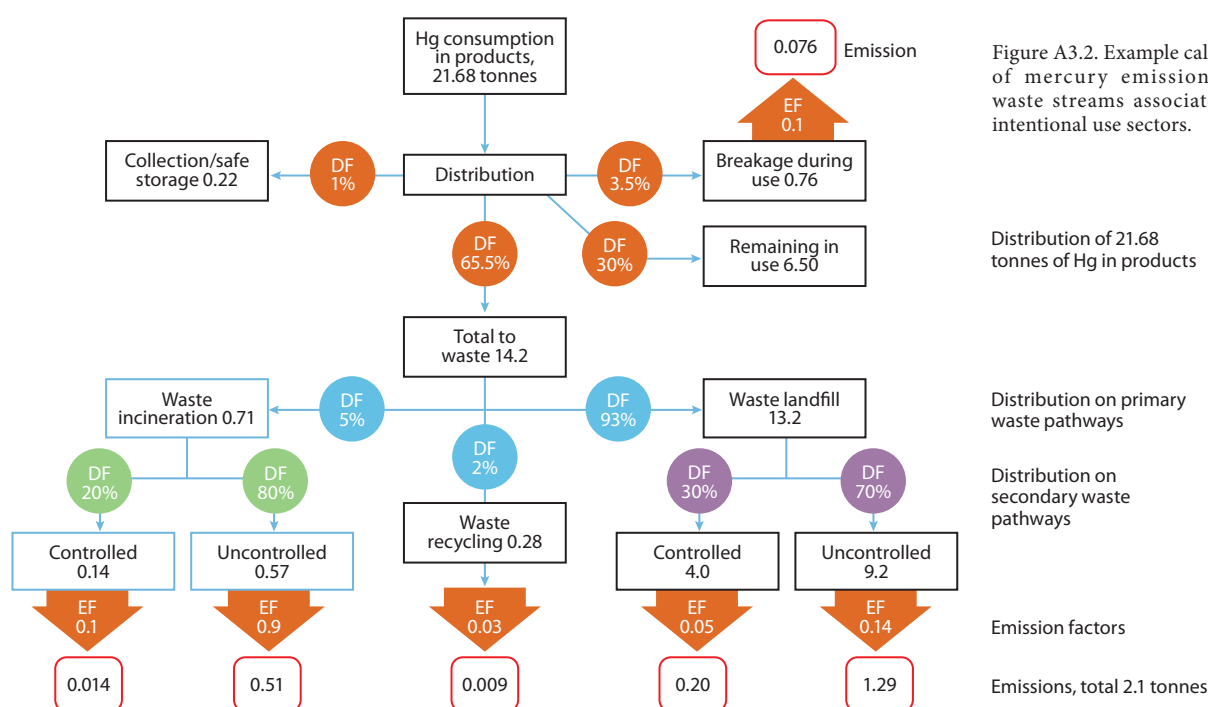 Hg consumption
in products,
21.68 tonnes
0.076
Emission
EF
0.1
Figure A3.2. Example cal
of mercury emission
waste streams associat
intentional use sectors.
Collection/safe
storage 0.22
DF
1%
Distribution
DF
3.5%
Breakage during
use 0.76
DF
65.5%
DF
30%
Remaining in
use 6.50
Distribution of 21.68
tonnes of Hg in products
Total to
waste 14.2
Waste
incineration 0.71
DF
5%
DF
93%
Waste landfill
13.2
Distribution on primary
waste pathways
DF
2%
DF
20%
DF
80%
DF
30%
DF
70%
Distribution on
secondary waste
pathways
Controlled
0.14
Uncontrolled
0.57
Waste
recycling 0.28
Controlled
4.0
Uncontrolled
9.2
EF
0.1
EF
0.9
EF
0.03
EF
0.05
EF
0.14
Emission factors
0.014
0.51
0.009
0.20
1.29
Emissions, total 2.1 tonnes